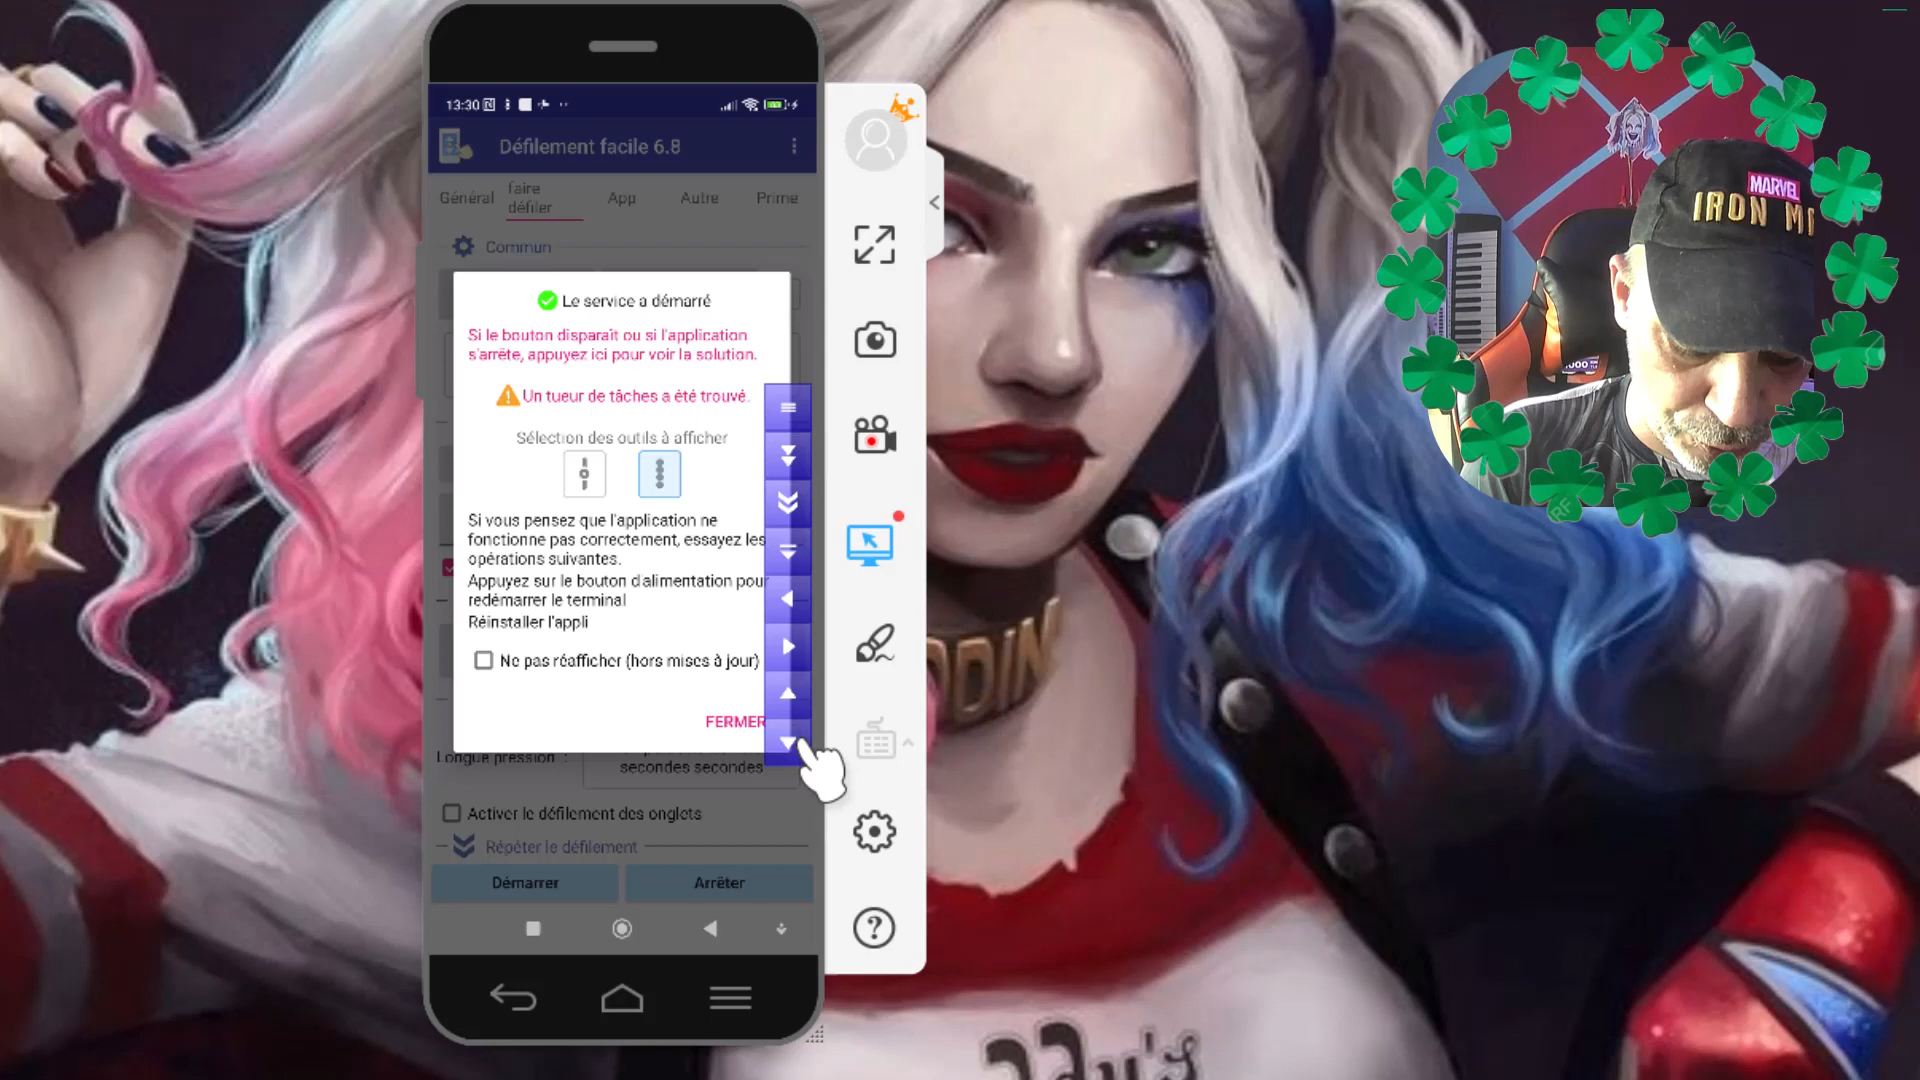 13:30
Défilement facile 6.8
Général
faire
défiler
App
Autre
Prime
Commun
Le service a démarré
Si le bouton disparaît ou si l'application
s'arrête, appuyez ici pour voir la solution.
Un tueur de tâches a été trouvé.
Sélection des outils à afficher
Si vous pensez que l'application ne
fonctionne pas correctement, essayez les
opérations suivantes.
Appuyez sur le bouton d'alimentation pour
redémarrer le terminal
Réinstaller l'appli
Ne pas réafficher (hors mises à jour)
FERMER
Longue pression :
secondes secondes
Activer le défilement des onglets
Répéter le défilement
Démarrer
Arrêter
MARVEL
IRON M